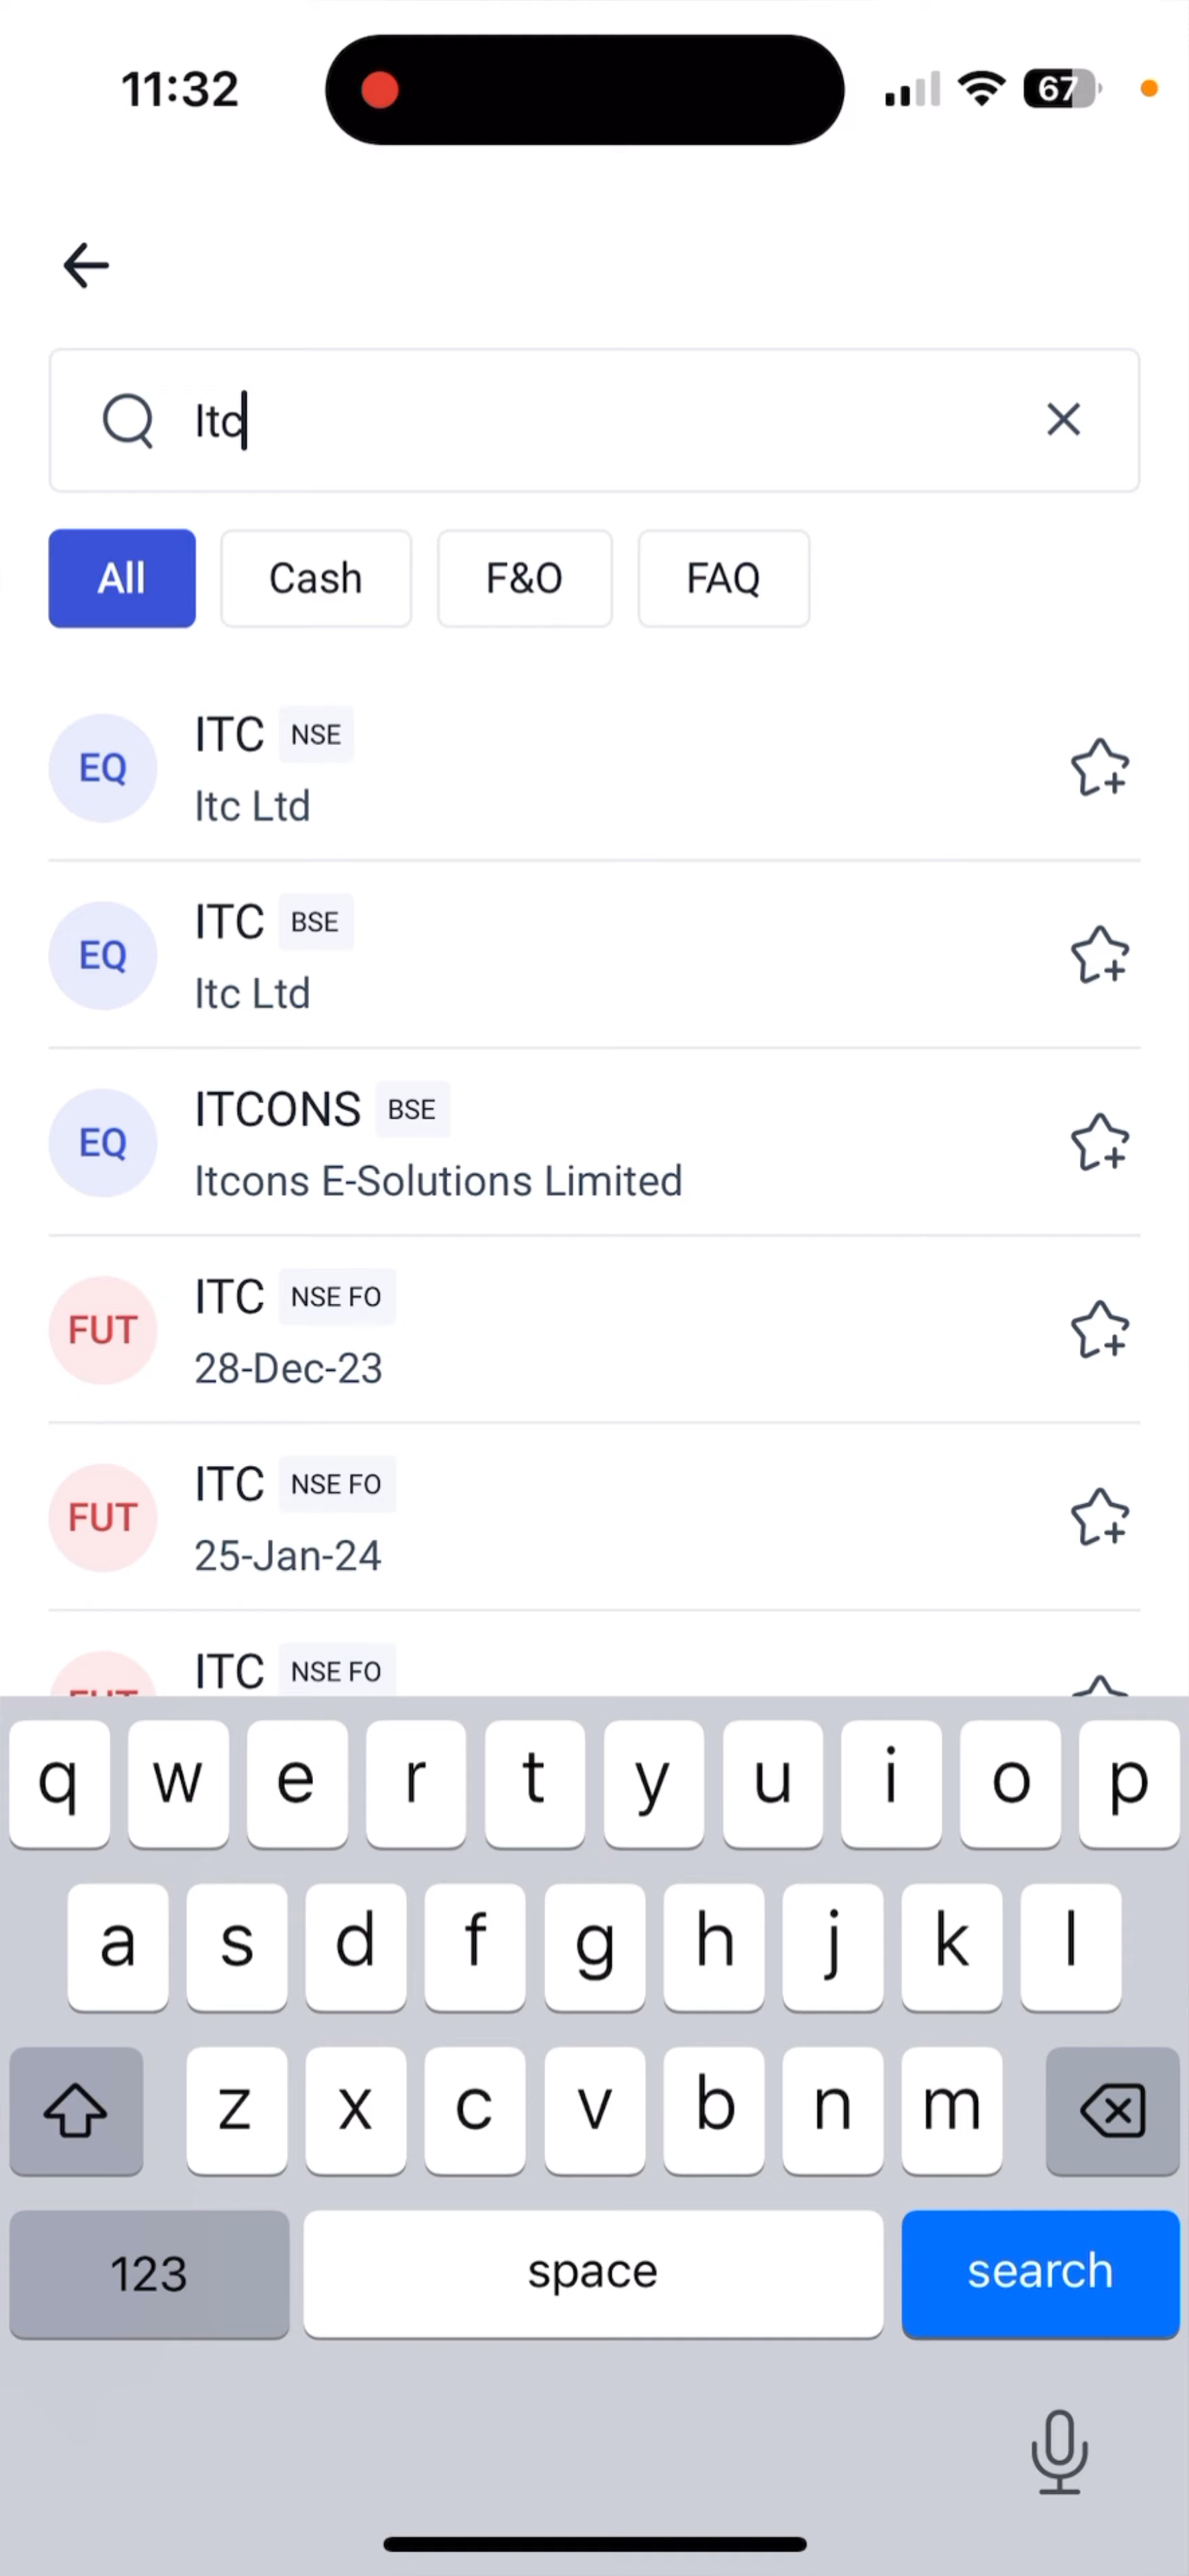 11:32
67
Itc
All Cash F&O FAQ
EQ ITC NSE
Itc Ltd
EQ ITC BSE
Itc Ltd
EQ ITCONS BSE
Itcons E-Solutions Limited
FUT ITC NSE FO
28-Dec-23
FUT ITC NSE FO
25-Jan-24
FUT ITC NSE FO
q w e r t y u i o p
a s d f g h j k l
z x c v b n m
123 space search